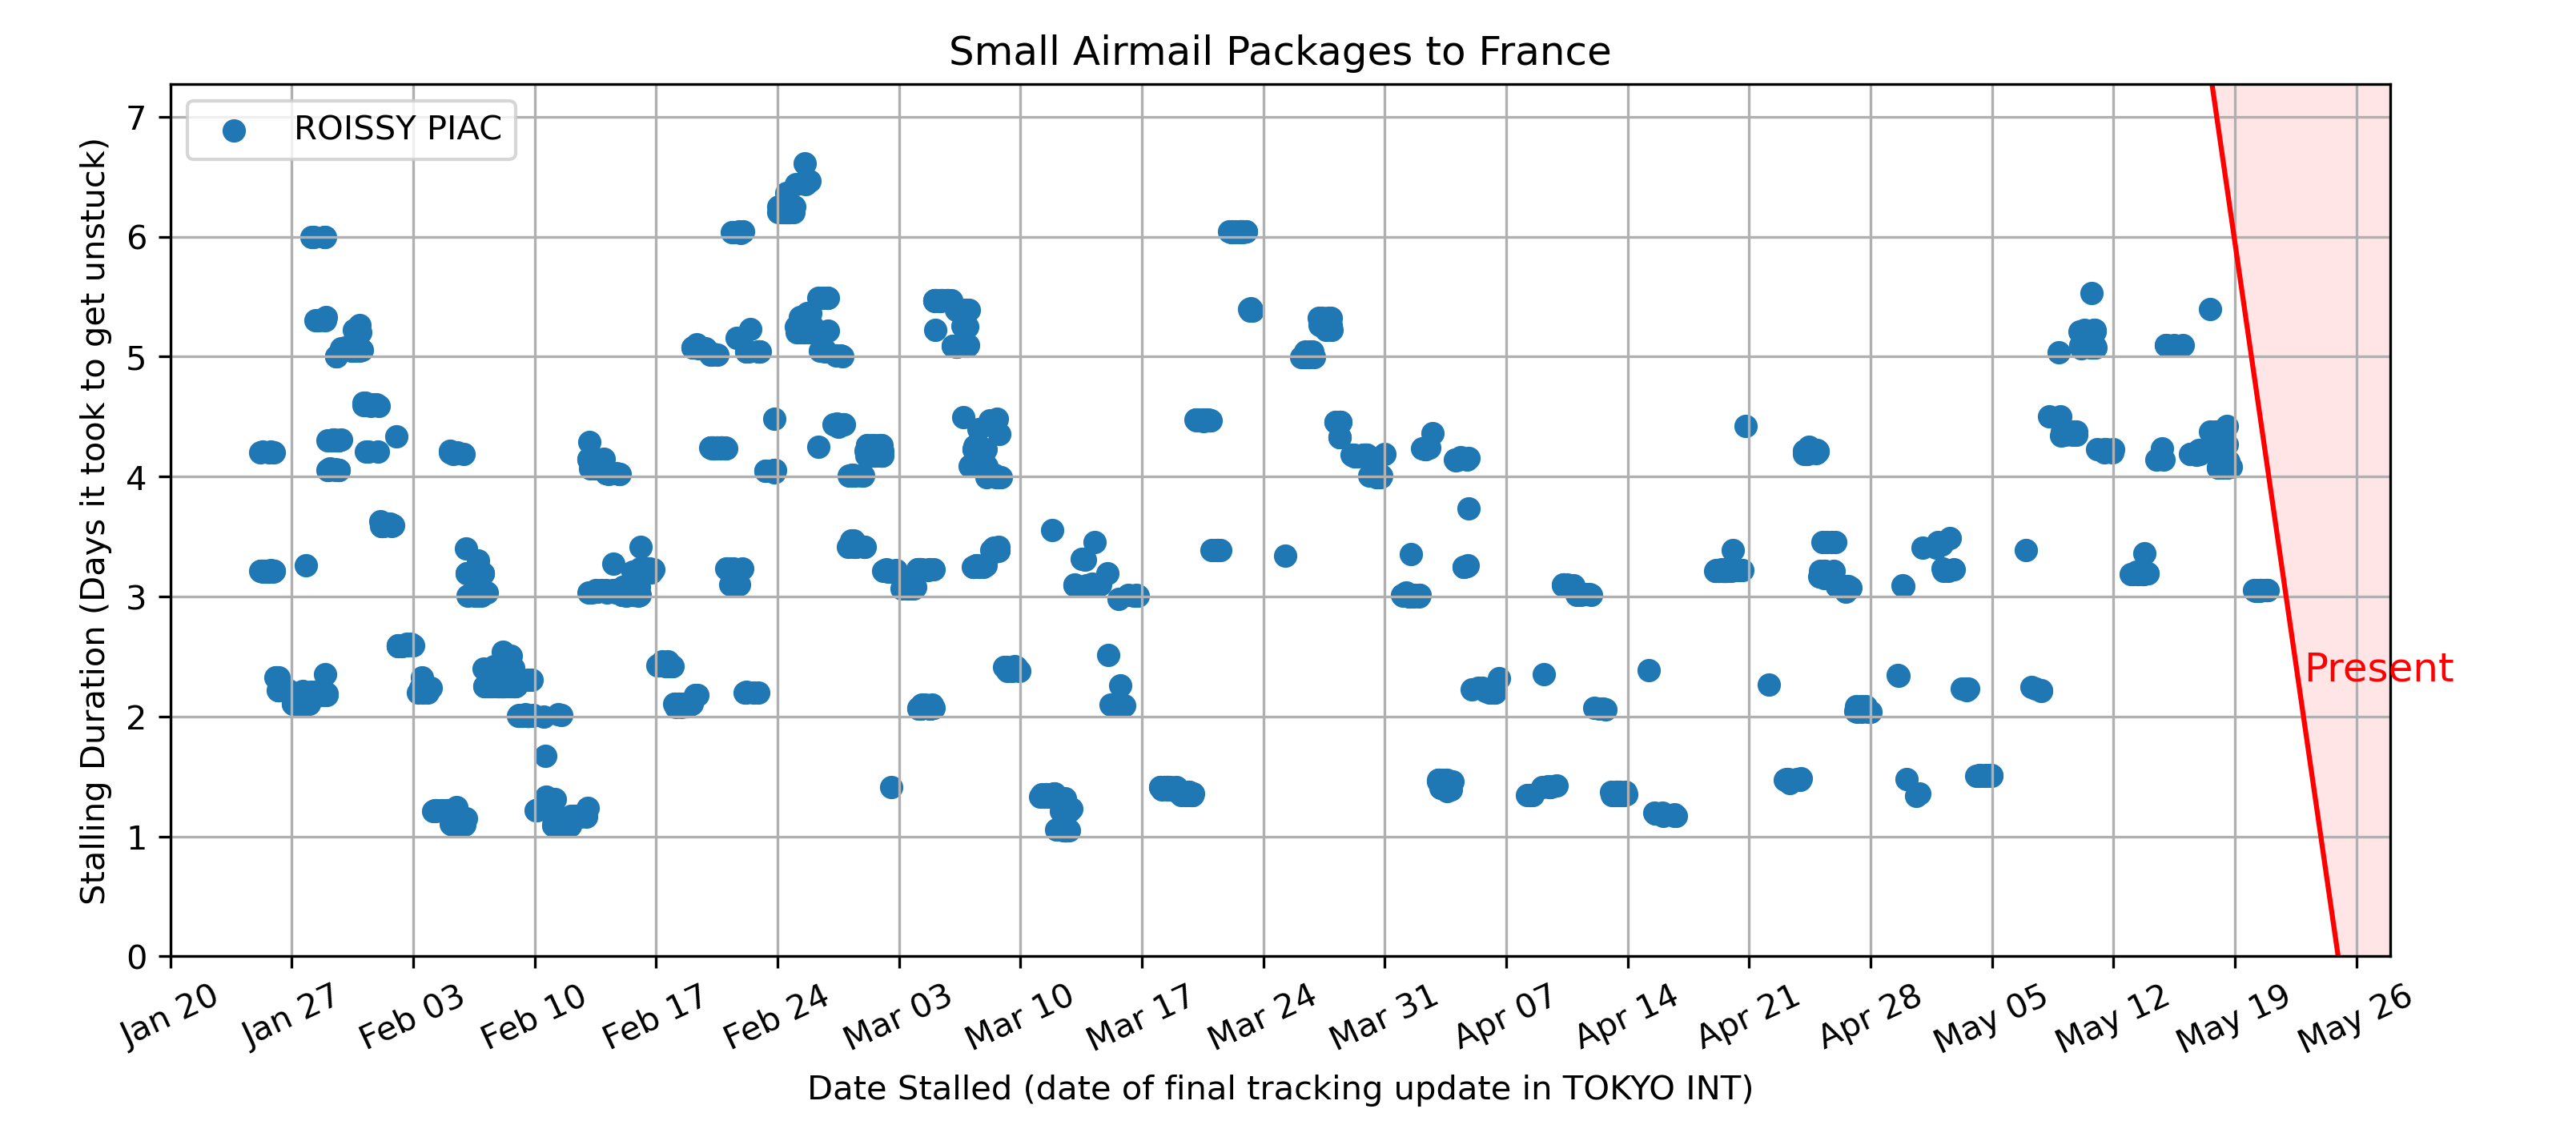 Small Airmail Packages to France
ROISSY PIAC
Stalling Duration (Days it took to get unstuck)
7
6
5
4
3
2
1
0
Present
Jan 20
Jan 27
Feb 03
Feb 10
Feb 17
Feb 24
Mar 03
Mar 10
Mar 17
Mar 24
Mar 31
Apr 07
Apr 14
Apr 21
Apr 28
May 05
May 12
May 19
May 26
Date Stalled (date of final tracking update in TOKYO INT)